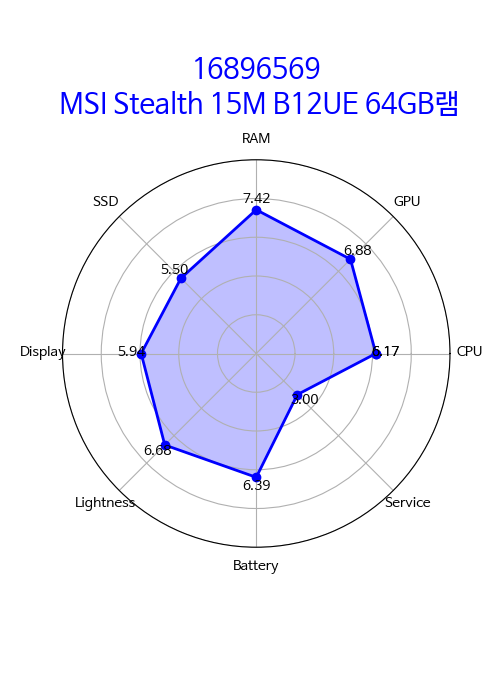 16896569
MSI Stealth 15M B12UE 64GB램
RAM
SSD
GPU
7.42
6.88
5.50
Display
5.94
6.17
CPU
3.00
6.68
6.39
Lightness
Service
Battery